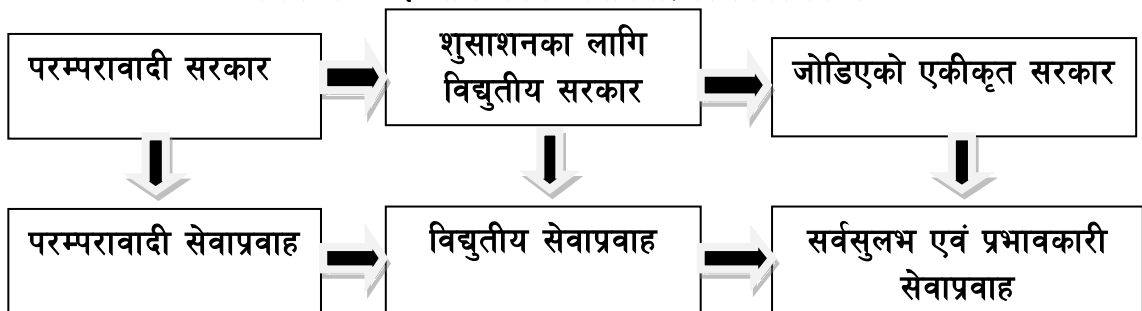 परम्परावादी सरकार
शुसाशनका लागि
विद्युतीय सरकार
जोडिएको एकीकृत सरकार
परम्परावादी सेवाप्रवाह
विद्युतीय सेवाप्रवाह
सर्वसुलभ एवं प्रभावकारी
सेवाप्रवाह